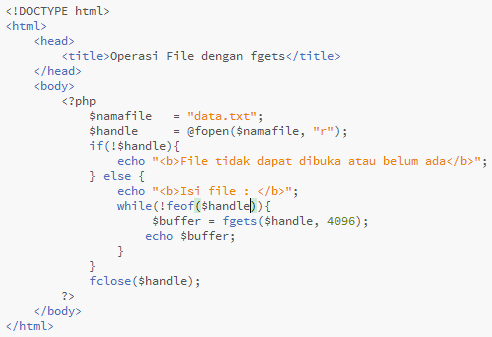 <!DOCTYPE html>
<html>
    <head>
        <title>Operasi File dengan fgets</title>
    </head>
    <body>
        <?php
            $namafile   = "data.txt";
            $handle     = @fopen($namafile, "r");
            if(!$handle){
                echo "<b>File tidak dapat dibuka atau belum ada</b>";
            } else {
                echo "<b>Isi file : </b>";
                while(!feof($handle)){
                     $buffer = fgets($handle, 4096);
                    echo $buffer;
                }
            }
            fclose($handle);
        ?>
    </body>
</html>